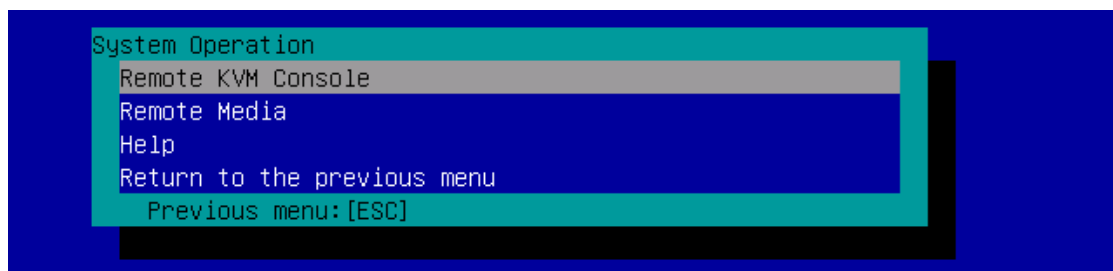 System Operation
Remote KVM Console
Remote Media
Help
Return to the previous menu
Previous menu:[ESC]